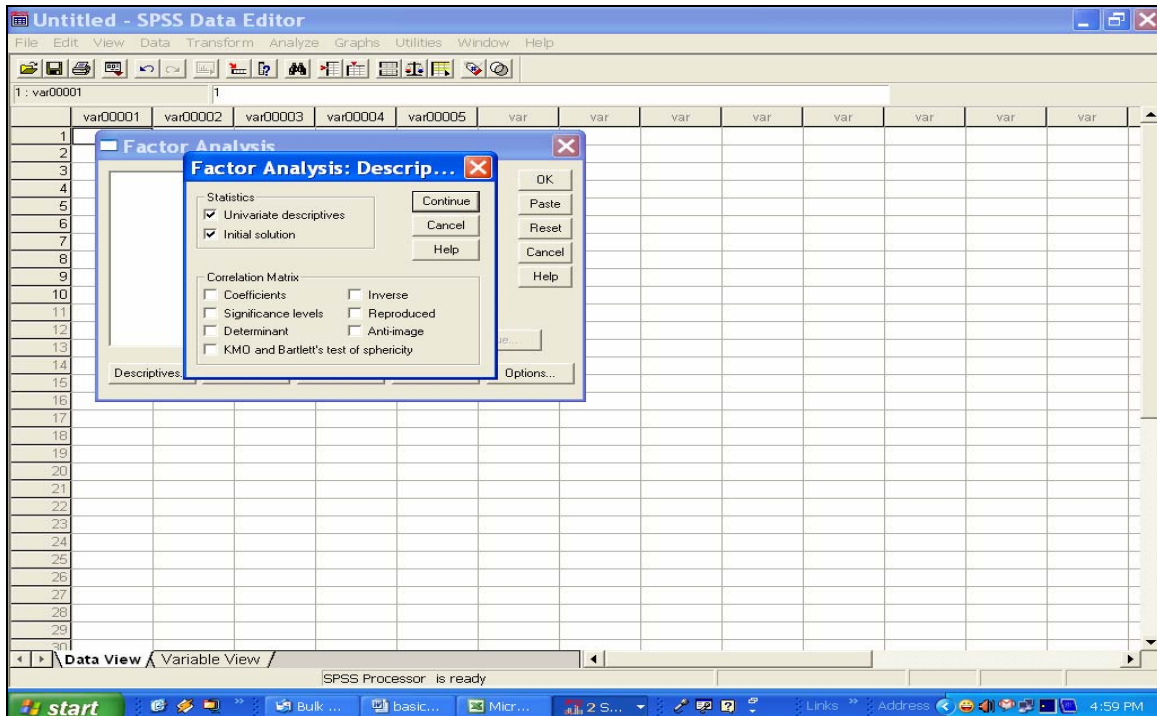 Untitled - SPSS Data Editor
File Edit View Data Transform Analyze Graphs Utilities Window Help
1 : var00001 1
var00001 var00002 var00003 var00004 var00005 var var var var var var var var
1
2
3
4
5
6
7
8
9
10
11
12
13
14
15
16
17
18
19
20
21
22
23
24
25
26
27
28
29
30
Factor Analysis
OK
Paste
Reset
Cancel
Help
Descriptives...
Options...
Factor Analysis: Descrip...
Statistics
Univariate descriptives
Initial solution
Continue
Cancel
Help
Correlation Matrix
Coefficients Inverse
Significance levels Reproduced
Determinant Anti-image
KMO and Bartlett's test of sphericity
Data View Variable View
SPSS Processor is ready
start Bulk ... basic... Micr... 2 S... Links » Address 4:59 PM